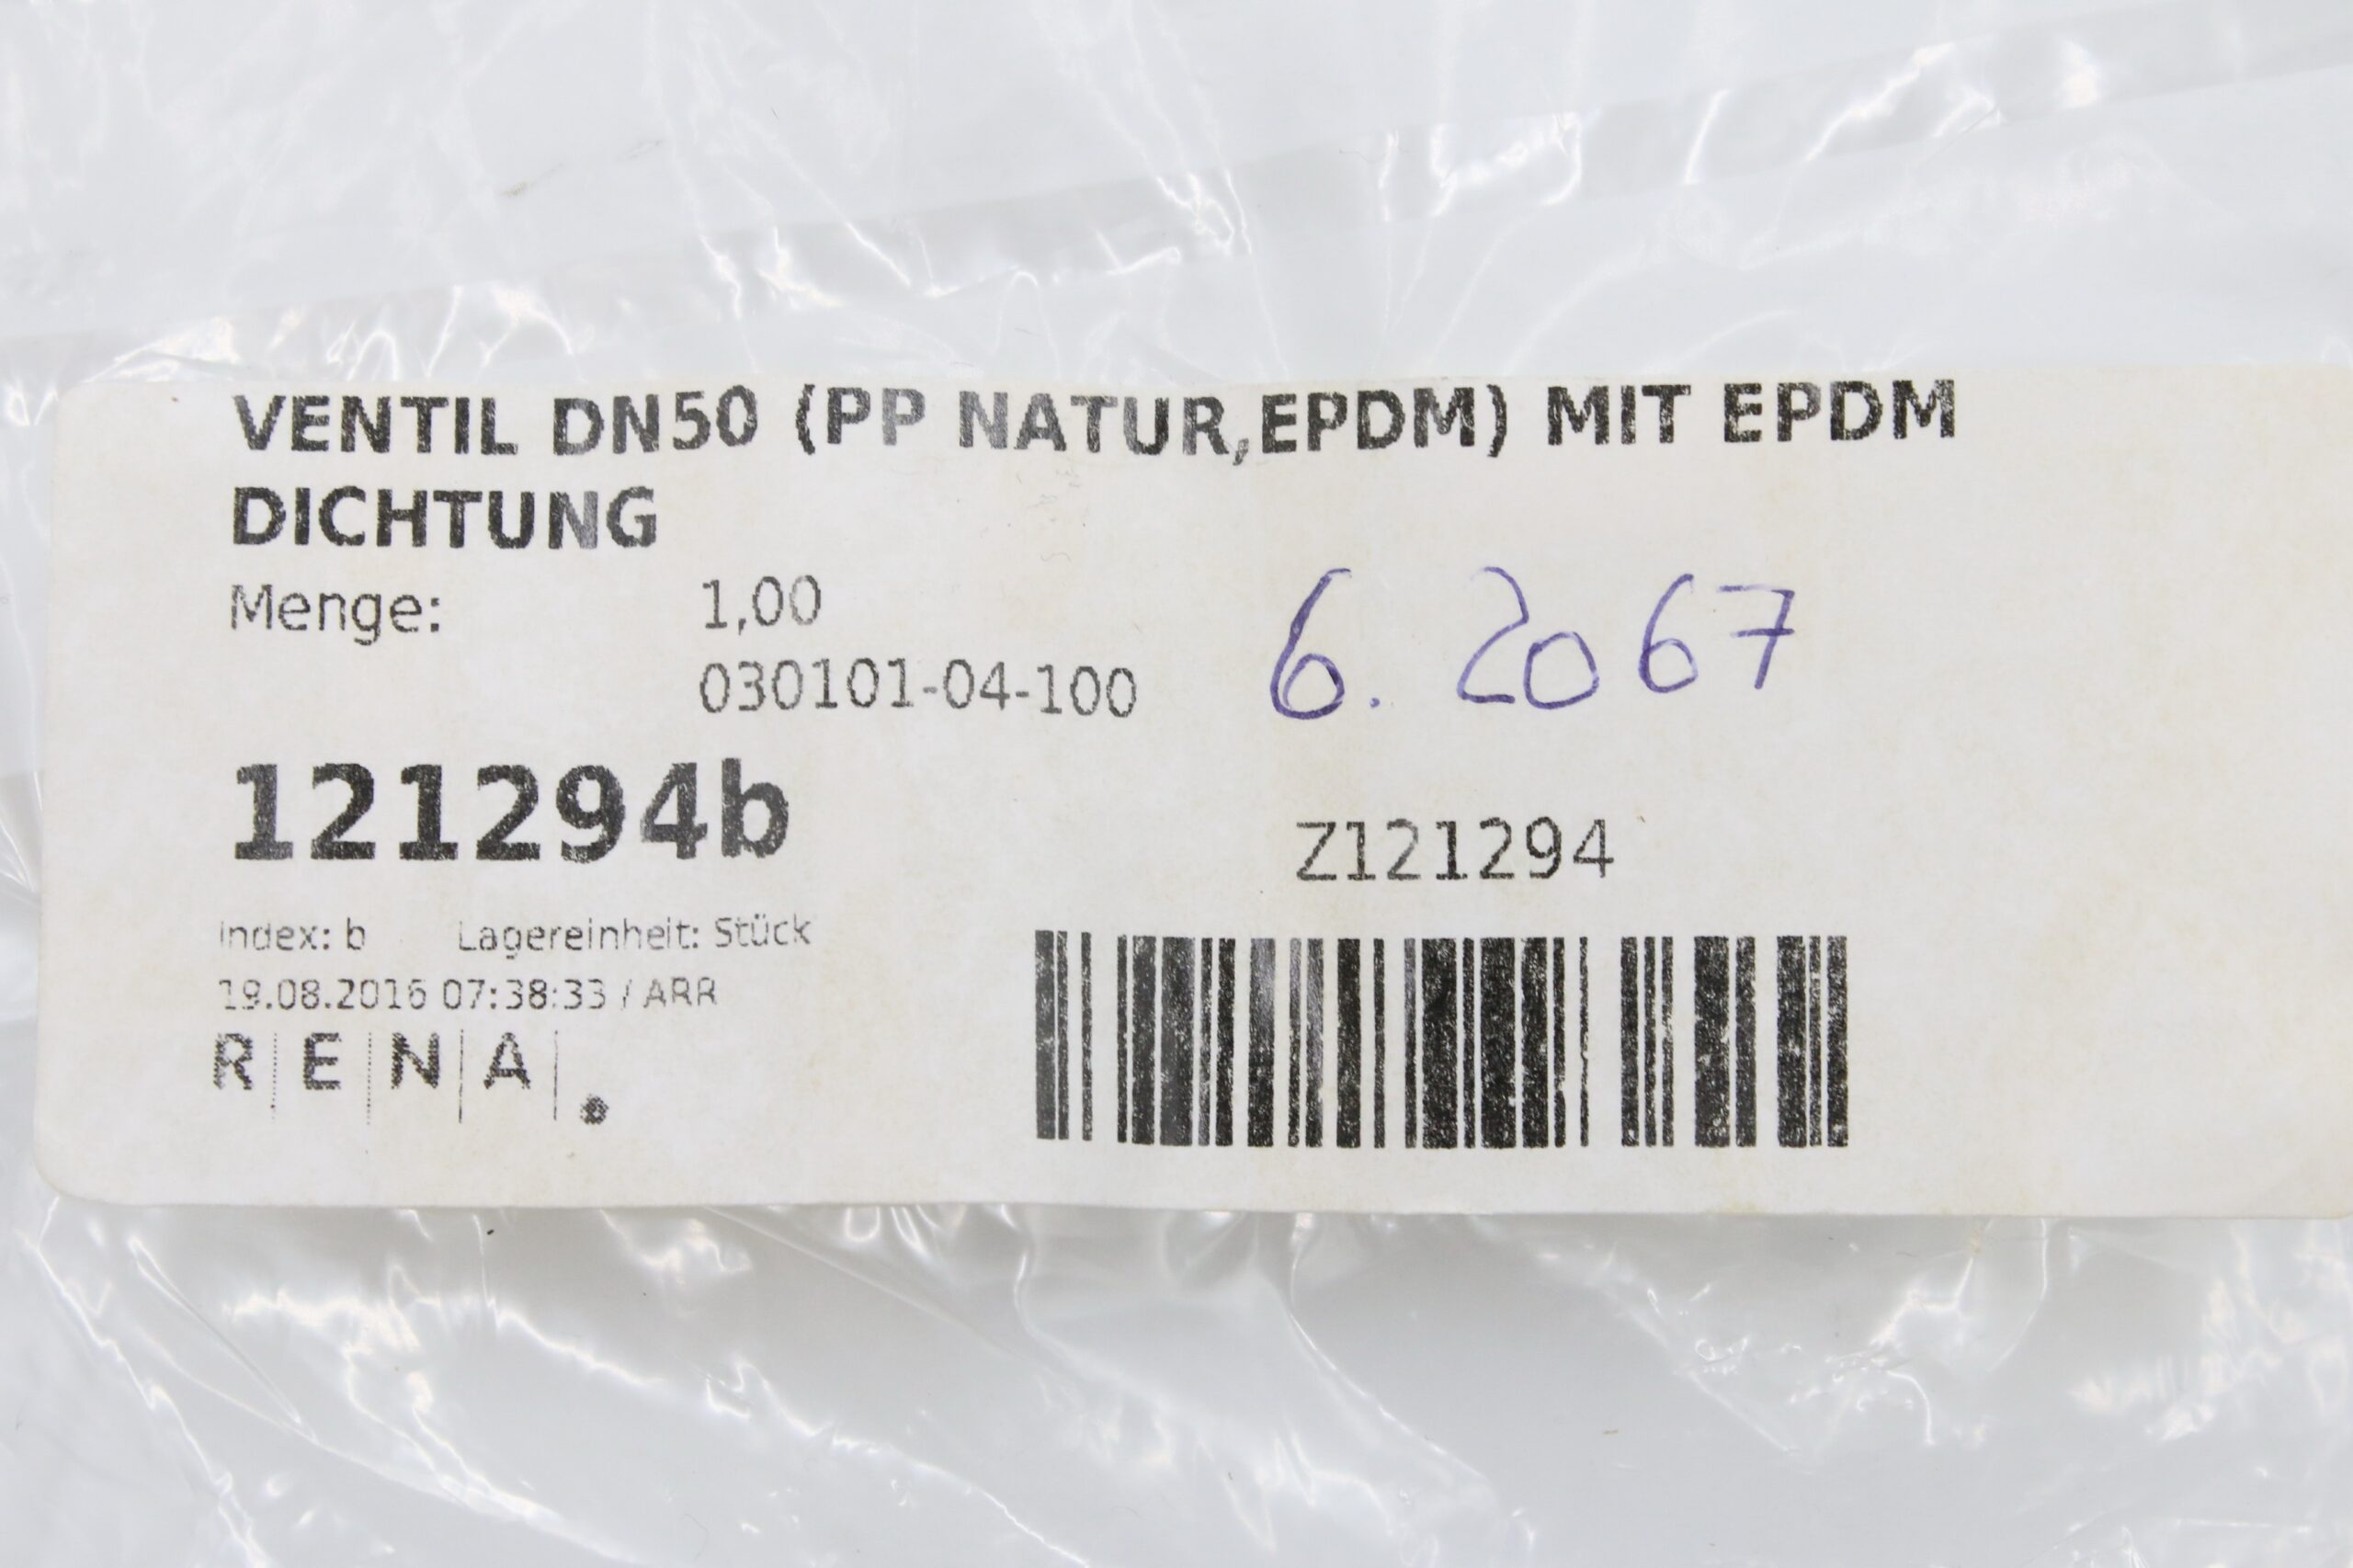 VENTIL DN50 (PP NATUR,EPDM) MIT EPDM
DICHTUNG
Menge: 1,00
030101-04-100
6. 2067
121294b
Z121294
Index: b Lagereinheit: Stück
19.08.2016 07:38:33 / ARR
RENA.